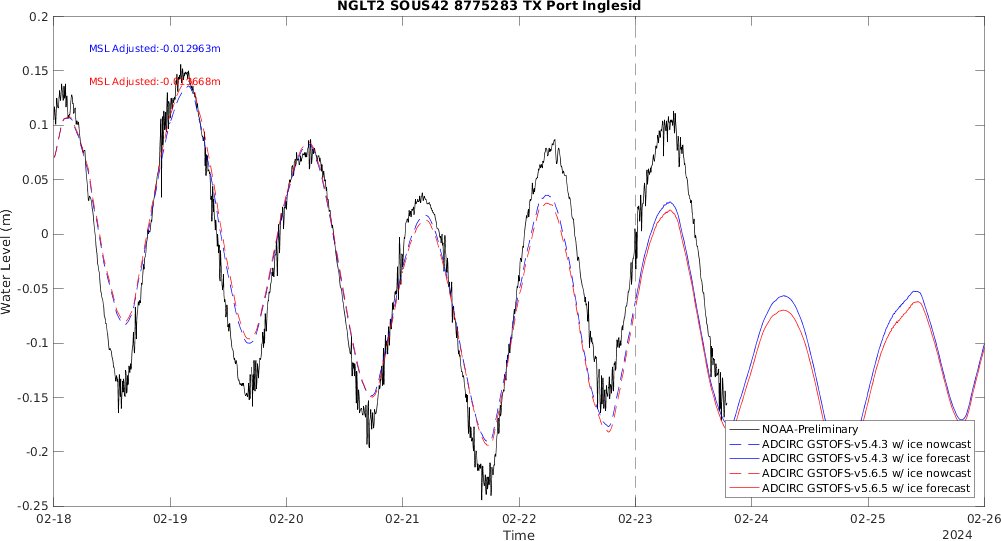 NGLT2 SOUS42 8775283 TX Port Inglesid
MSL Adjusted:-0.012963m
MSL Adjusted:-0.013668m
Water Level (m)
0.2
0.15
0.1
0.05
0
-0.05
-0.1
-0.15
-0.2
-0.25
NOAA-Preliminary
ADCIRC GSTOFS-v5.4.3 w/ ice nowcast
ADCIRC GSTOFS-v5.4.3 w/ ice forecast
ADCIRC GSTOFS-v5.6.5 w/ ice nowcast
ADCIRC GSTOFS-v5.6.5 w/ ice forecast
02-18 02-19 02-20 02-21 02-22 02-23 02-24 02-25 02-26
Time
2024